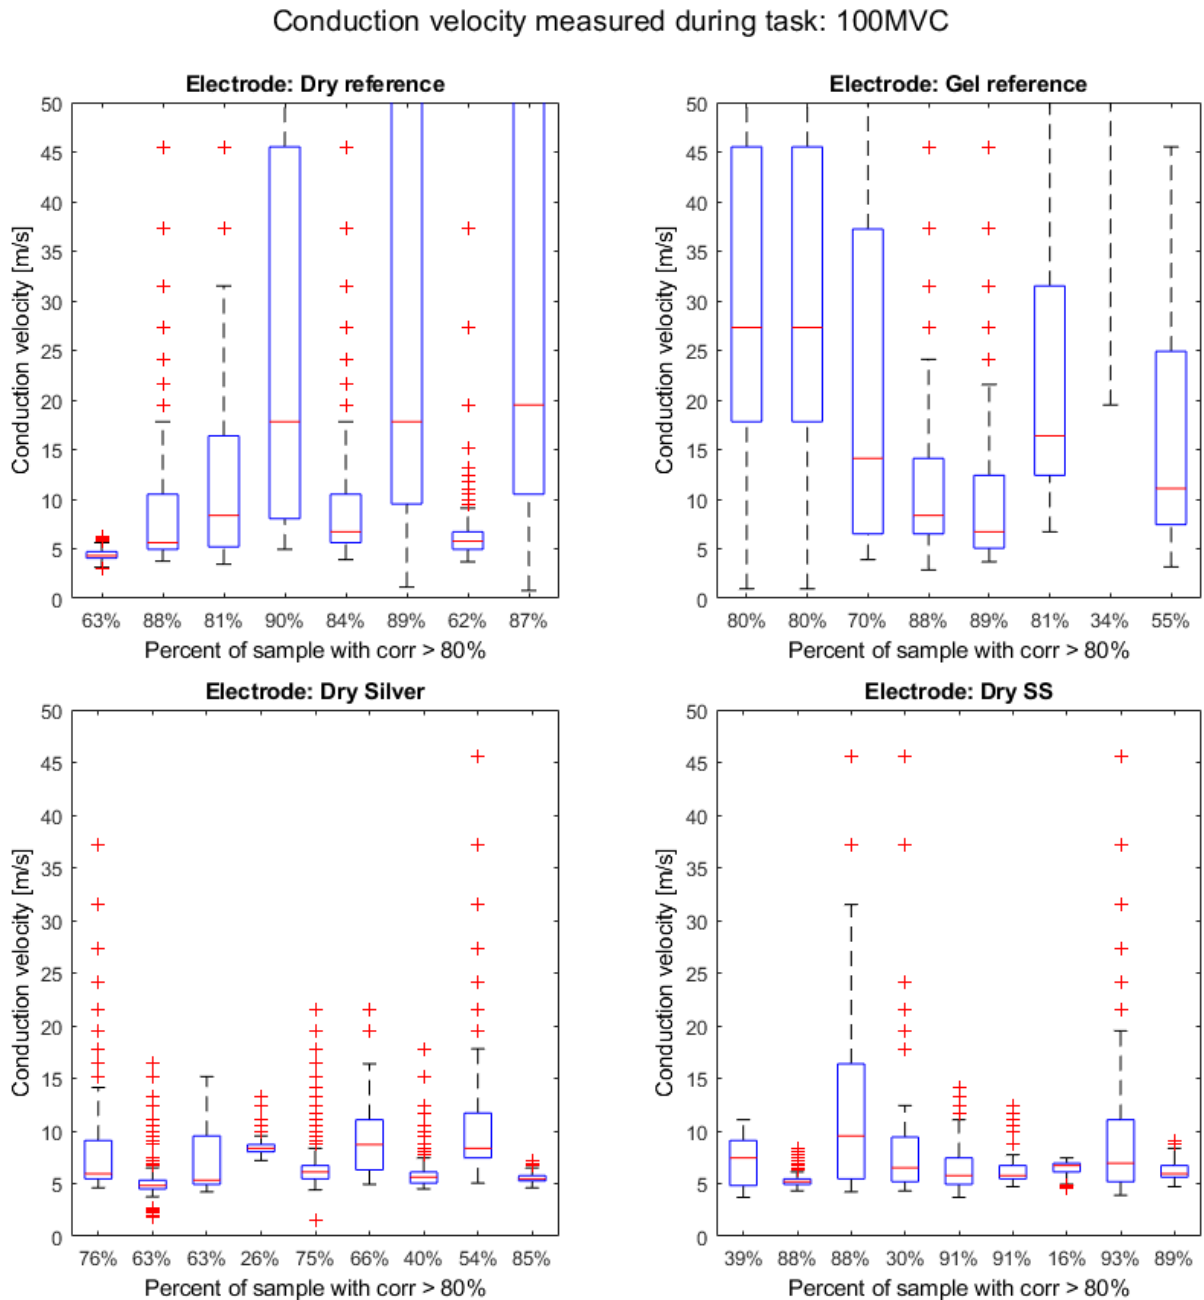 Conduction velocity measured during task: 100MVC
Electrode: Dry reference
50
45
40
35
30
25
20
15
10
5
0
Conduction velocity [m/s]
63% 88% 81% 90% 84% 89% 62% 87%
Percent of sample with corr > 80%
Electrode: Gel reference
50
45
40
35
30
25
20
15
10
5
0
Conduction velocity [m/s]
80% 80% 70% 88% 89% 81% 34% 55%
Percent of sample with corr > 80%
Electrode: Dry Silver
50
45
40
35
30
25
20
15
10
5
0
Conduction velocity [m/s]
76% 63% 63% 26% 75% 66% 40% 54% 85%
Percent of sample with corr > 80%
Electrode: Dry SS
50
45
40
35
30
25
20
15
10
5
0
Conduction velocity [m/s]
39% 88% 88% 30% 91% 91% 16% 93% 89%
Percent of sample with corr > 80%